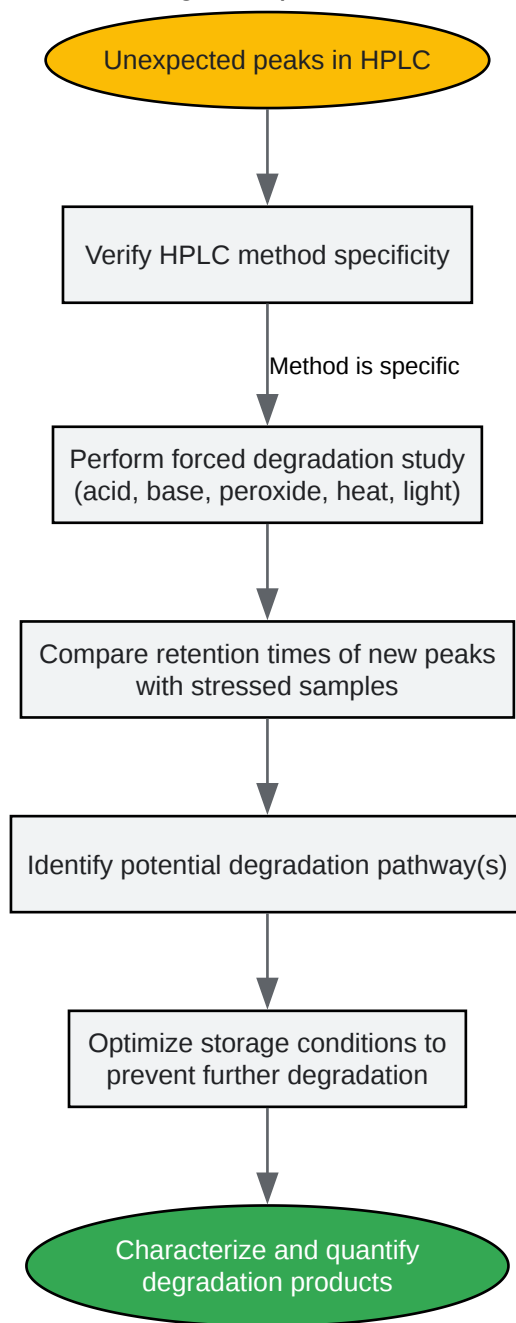 Unexpected peaks in HPLC
Verify HPLC method specificity
Method is specific
Perform forced degradation study
(acid, base, peroxide, heat, light)
Compare retention times of new peaks
with stressed samples
Identify potential degradation pathway(s)
Optimize storage conditions to
prevent further degradation
Characterize and quantify
degradation products